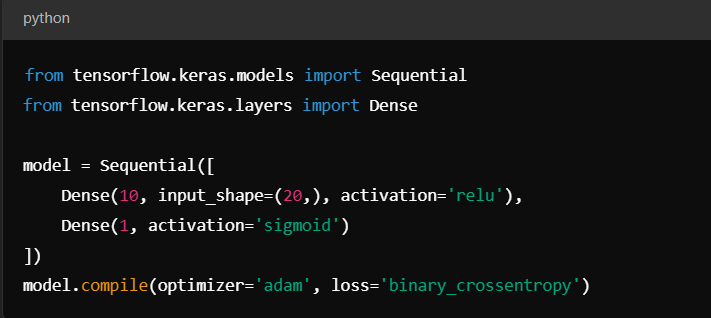 python
from tensorflow.keras.models import Sequential
from tensorflow.keras.layers import Dense
model = Sequential([
    Dense(10, input_shape=(20,), activation='relu'),
    Dense(1, activation='sigmoid')
])
model.compile(optimizer='adam', loss='binary_crossentropy')